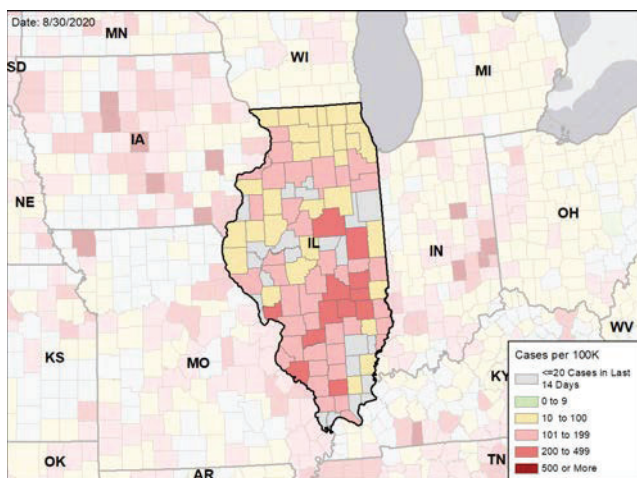 Date: 8/30/2020
MN
WI
MI
SD
IA
NE
IL
IN
OH
WV
KS
MO
KY
OK
AR
TN
Cases per 100K
<=20 Cases in Last
14 Days
0 to 9
10 to 100
101 to 199
200 to 499
500 or More